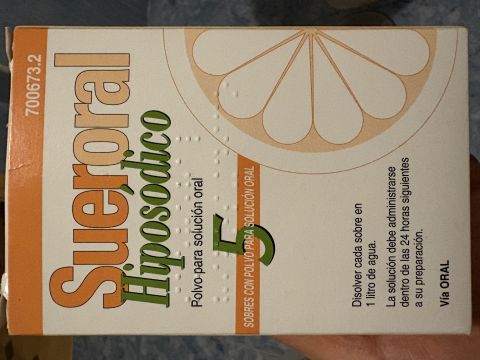 700673.2
Sueroral
Hiposódico
Polvo para solución oral
5
SOBRES CON POLVO PARA SOLUCIÓN ORAL
Disolver cada sobre en
1 litro de agua.
La solución debe administrarse
dentro de las 24 horas siguientes
a su preparación.
Vía ORAL